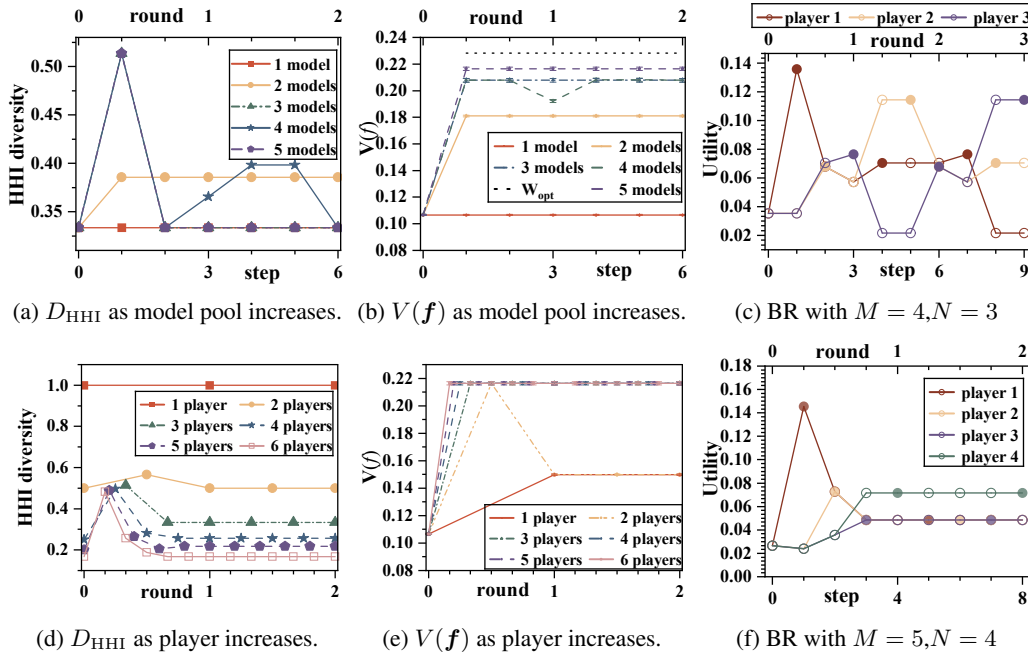 0 round 1 2
HHI diversity
0.50
0.45
0.40
0.35
1 model
2 models
3 models
4 models
5 models
0 3 step 6
(a) D_HHI as model pool increases.
0 round 1 2
V(f)
0.24
0.22
0.20
0.18
0.16
0.14
0.12
0.10
0.08
1 model 2 models
3 models 4 models
W_opt 5 models
0 3 step 6
(b) V(f) as model pool increases.
player 1 player 2 player 3
0 1 round 2 3
Utility
0.14
0.12
0.10
0.08
0.06
0.04
0.02
0 3 step 6 9
(c) BR with M = 4,N = 3
HHI diversity
1.0
0.8
0.6
0.4
0.2
1 player 2 players
3 players 4 players
5 players 6 players
0 round 1 2
(d) D_HHI as player increases.
V(f)
0.22
0.20
0.18
0.16
0.14
0.12
0.10
0.08
1 player 2 players
3 players 4 players
5 players 6 players
0 round 1 2
(e) V(f) as player increases.
0 round 1 2
Utility
0.18
0.16
0.14
0.12
0.10
0.08
0.06
0.04
0.02
0.00
player 1
player 2
player 3
player 4
0 step 4 8
(f) BR with M = 5,N = 4